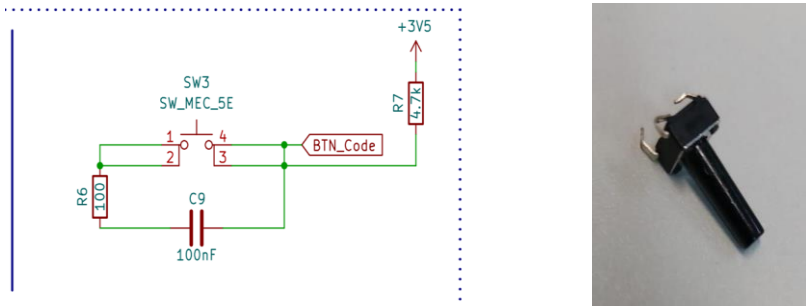 +3V5
SW3
SW_MEC_5E
R7
4.7k
1
4
BTN_Code
2
3
R6
100
C9
100nF